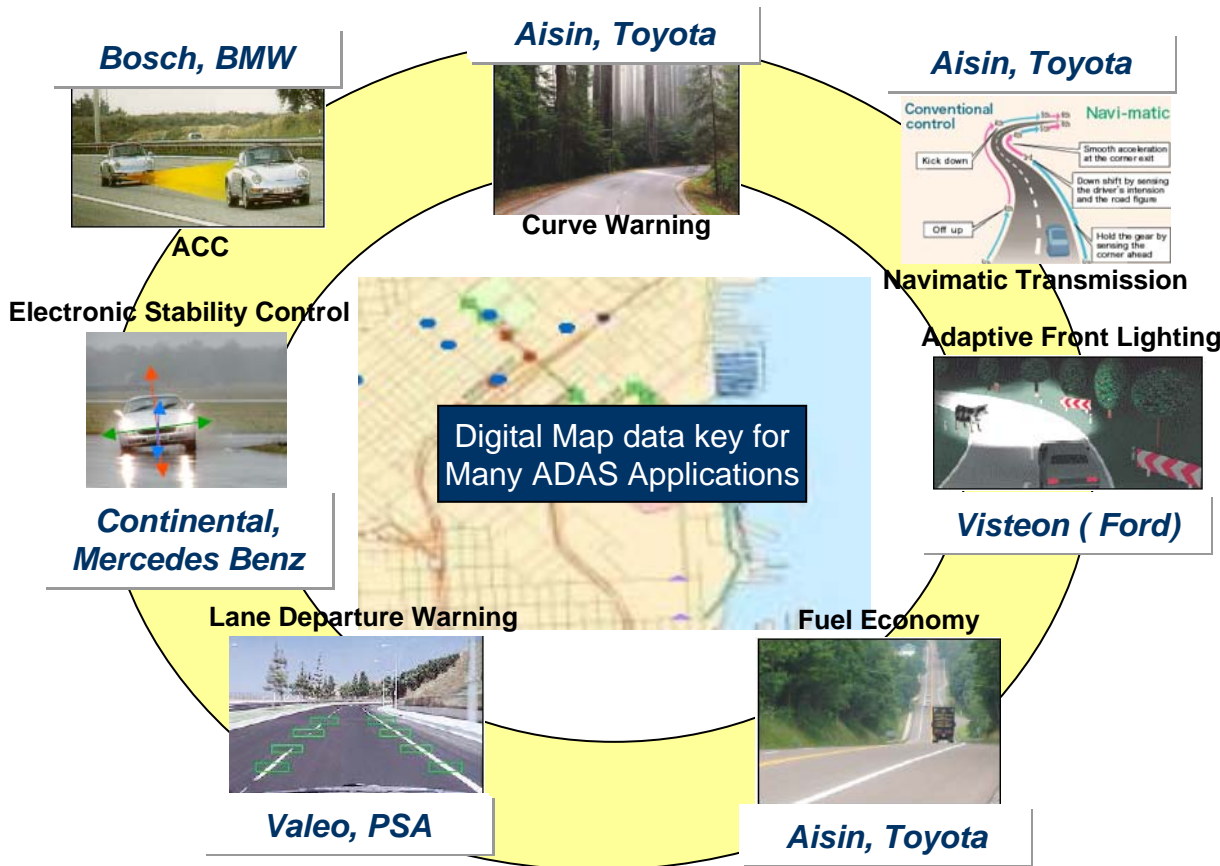 Bosch, BMW
ACC
Aisin, Toyota
Curve Warning
Aisin, Toyota
Conventional
control
Navi-matic
Kick down
Smooth acceleration
at the corner exit
Down shift by sensing
the driver's intension
and the road figure
Off up
Hold the gear by
sensing the
corner ahead
Navimatic Transmission
Electronic Stability Control
Continental,
Mercedes Benz
Digital Map data key for
Many ADAS Applications
Adaptive Front Lighting
Visteon ( Ford)
Lane Departure Warning
Valeo, PSA
Fuel Economy
Aisin, Toyota